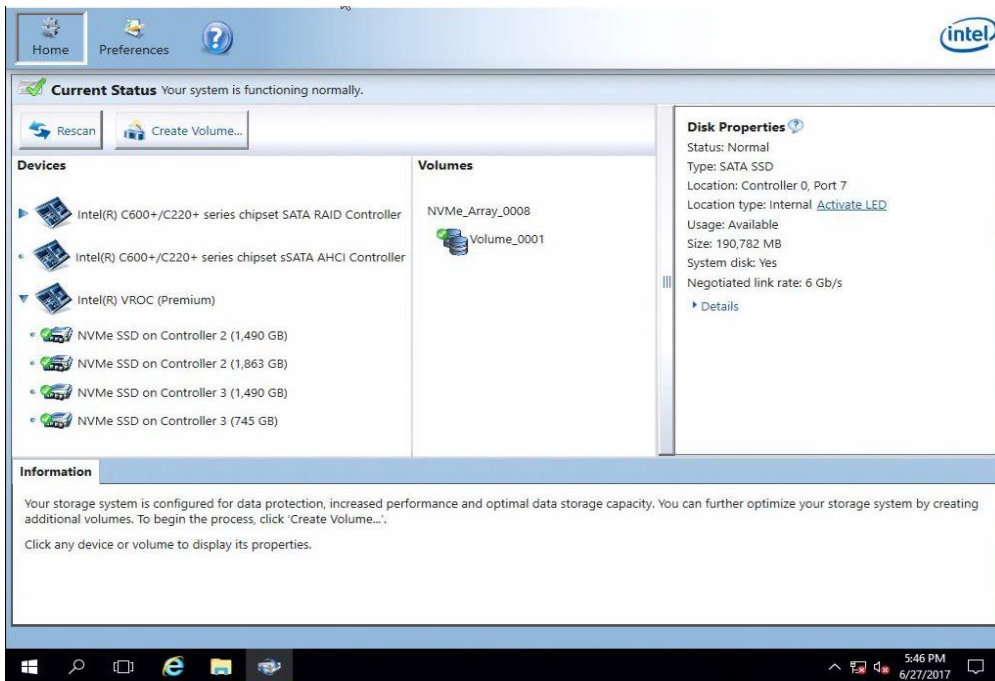 Home
Preferences
?
intel
Current Status Your system is functioning normally.
Rescan
Create Volume...
Devices
Intel(R) C600+/C220+ series chipset SATA RAID Controller
Intel(R) C600+/C220+ series chipset sSATA AHCI Controller
Intel(R) VROC (Premium)
NVMe SSD on Controller 2 (1,490 GB)
NVMe SSD on Controller 2 (1,863 GB)
NVMe SSD on Controller 3 (1,490 GB)
NVMe SSD on Controller 3 (745 GB)
Volumes
NVMe_Array_0008
Volume_0001
Disk Properties ?
Status: Normal
Type: SATA SSD
Location: Controller 0, Port 7
Location type: Internal Activate LED
Usage: Available
Size: 190,782 MB
System disk: Yes
Negotiated link rate: 6 Gb/s
Details
Information
Your storage system is configured for data protection, increased performance and optimal data storage capacity. You can further optimize your storage system by creating
additional volumes. To begin the process, click 'Create Volume...'.
Click any device or volume to display its properties.
5:46 PM
6/27/2017